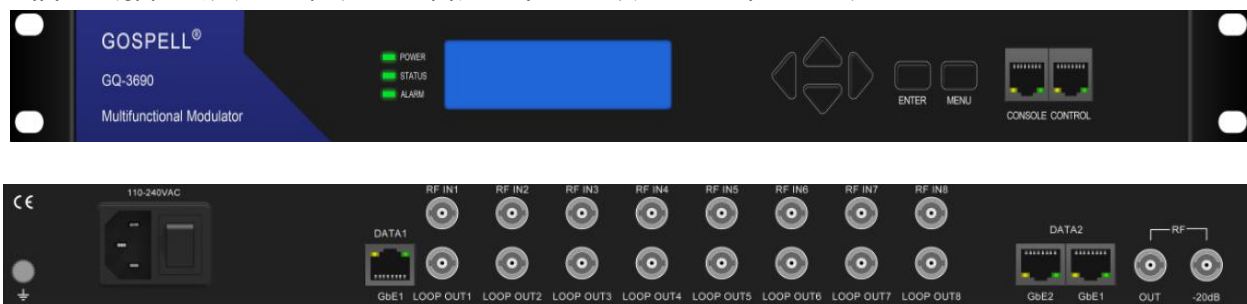 GOSPELL®
GQ-3690
Multifunctional Modulator
POWER
STATUS
ALARM
ENTER MENU
CONSOLE CONTROL
CE
110-240VAC
RF IN1 RF IN2 RF IN3 RF IN4 RF IN5 RF IN6 RF IN7 RF IN8
DATA1
DATA2
RF
GbE1 LOOP OUT1 LOOP OUT2 LOOP OUT3 LOOP OUT4 LOOP OUT5 LOOP OUT6 LOOP OUT7 LOOP OUT8
GbE2 GbE1 OUT -20dB